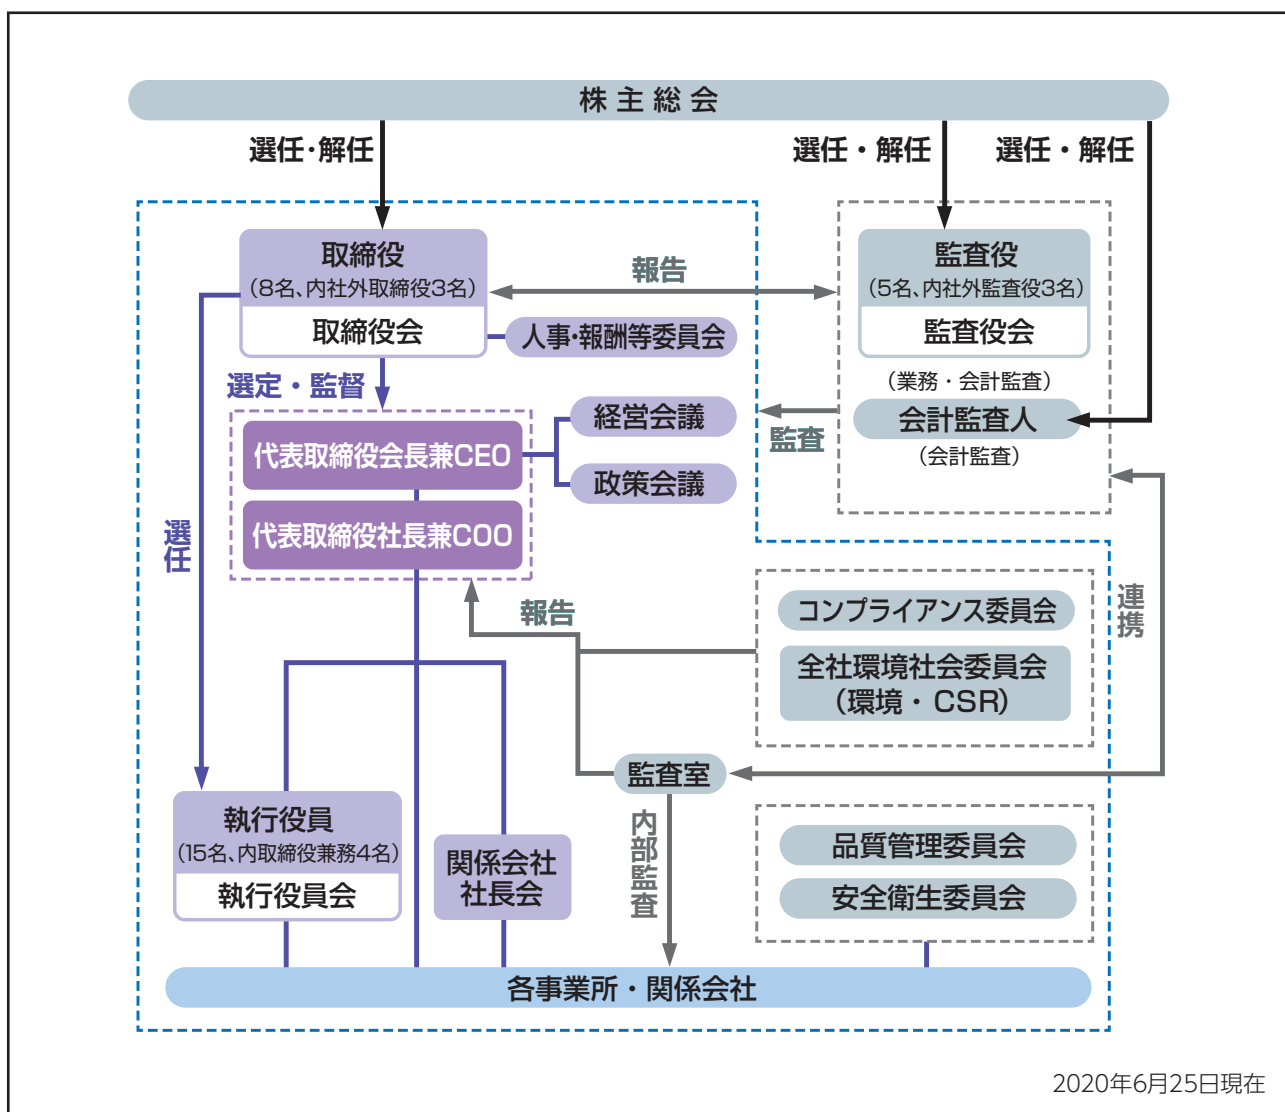 株主総会
選任･解任
選任・解任
選任・解任
取締役
(8名、内社外取締役3名)
取締役会
報告
監査役
(5名、内社外監査役3名)
監査役会
人事･報酬等委員会
(業務・会計監査)
選定・監督
経営会議
監査
会計監査人
(会計監査)
代表取締役会長兼CEO
政策会議
代表取締役社長兼COO
選任
報告
コンプライアンス委員会
連携
全社環境社会委員会
(環境・CSR)
監査室
執行役員
(15名、内取締役兼務4名)
執行役員会
関係会社
社長会
内部監査
品質管理委員会
安全衛生委員会
各事業所・関係会社
2020年6月25日現在